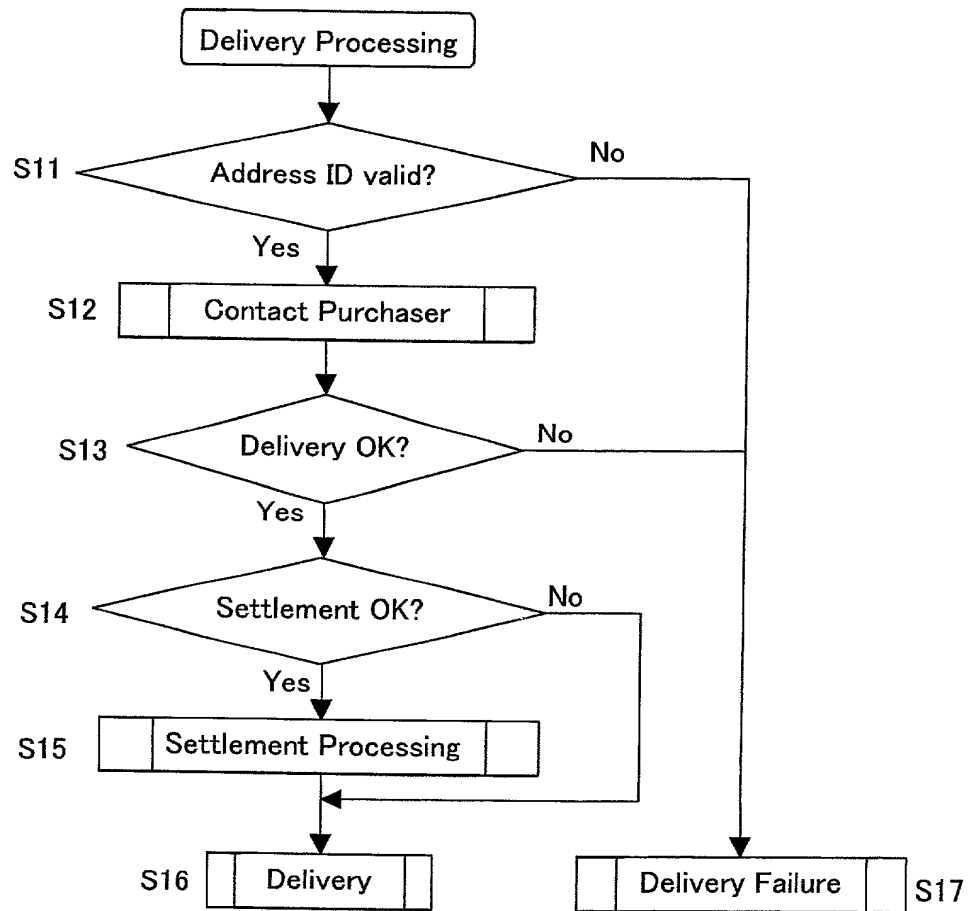 Delivery Processing
S11
Address ID valid?
No
Yes
S12
Contact Purchaser
S13
Delivery OK?
No
Yes
S14
Settlement OK?
No
Yes
S15
Settlement Processing
S16
Delivery
Delivery Failure
S17